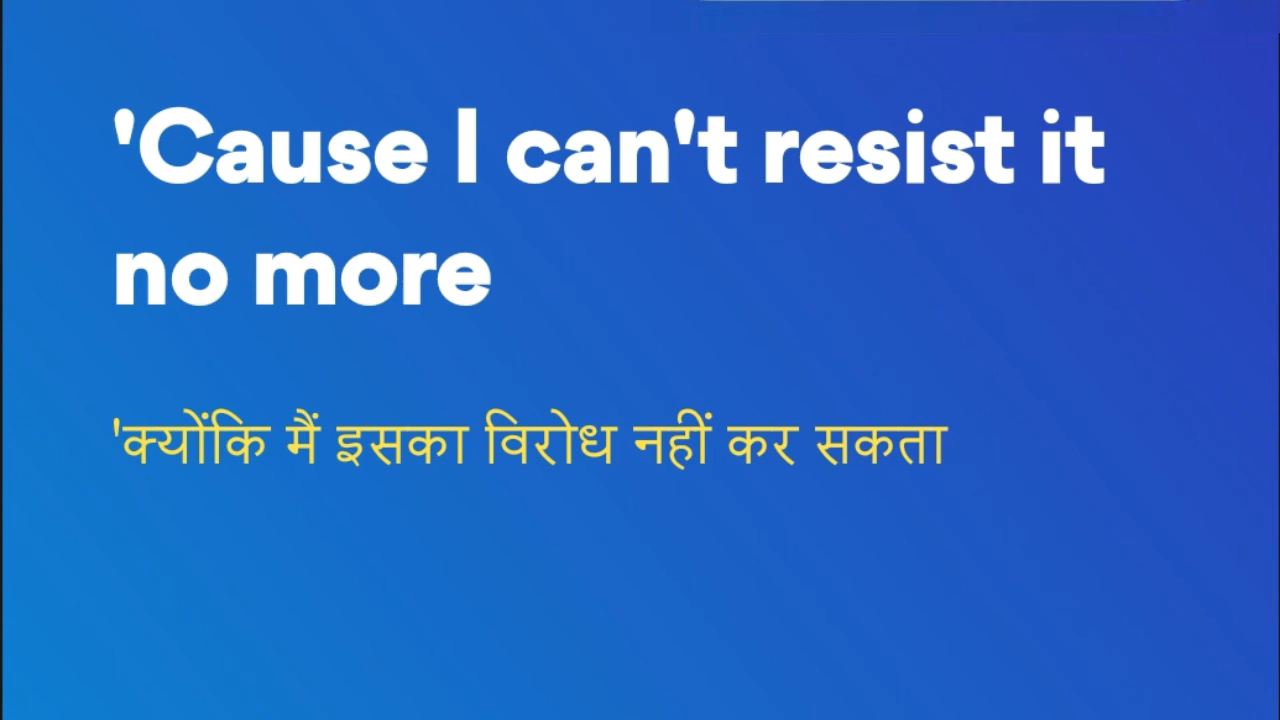 'Cause I can't resist it
no more
'क्योंकि मैं इसका विरोध नहीं कर सकता